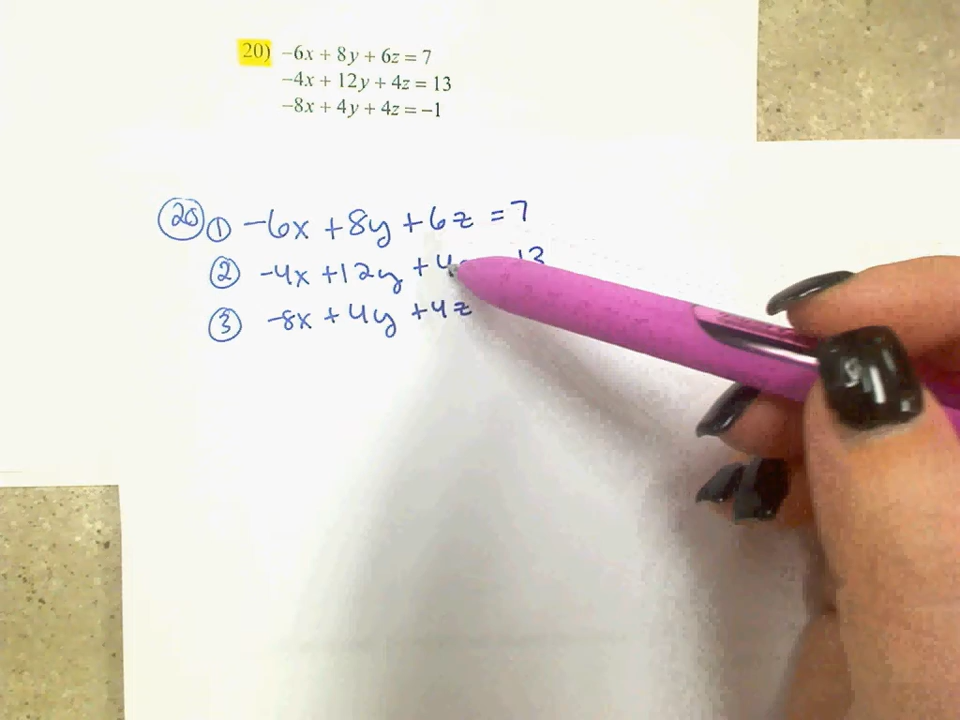 20) −6x + 8y + 6z = 7
−4x + 12y + 4z = 13
−8x + 4y + 4z = −1
20 1 -6x +8y +6z = 7
2 -4x +12y +4 13
3 -8x +4y +4z